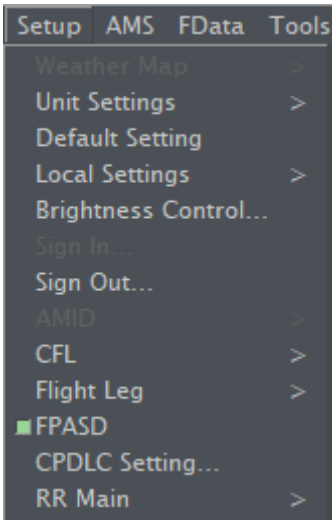 Setup AMS FData Tools
Weather Map >
Unit Settings >
Default Setting
Local Settings >
Brightness Control...
Sign In...
Sign Out...
AMID >
CFL >
Flight Leg >
FPASD
CPDLC Setting...
RR Main >